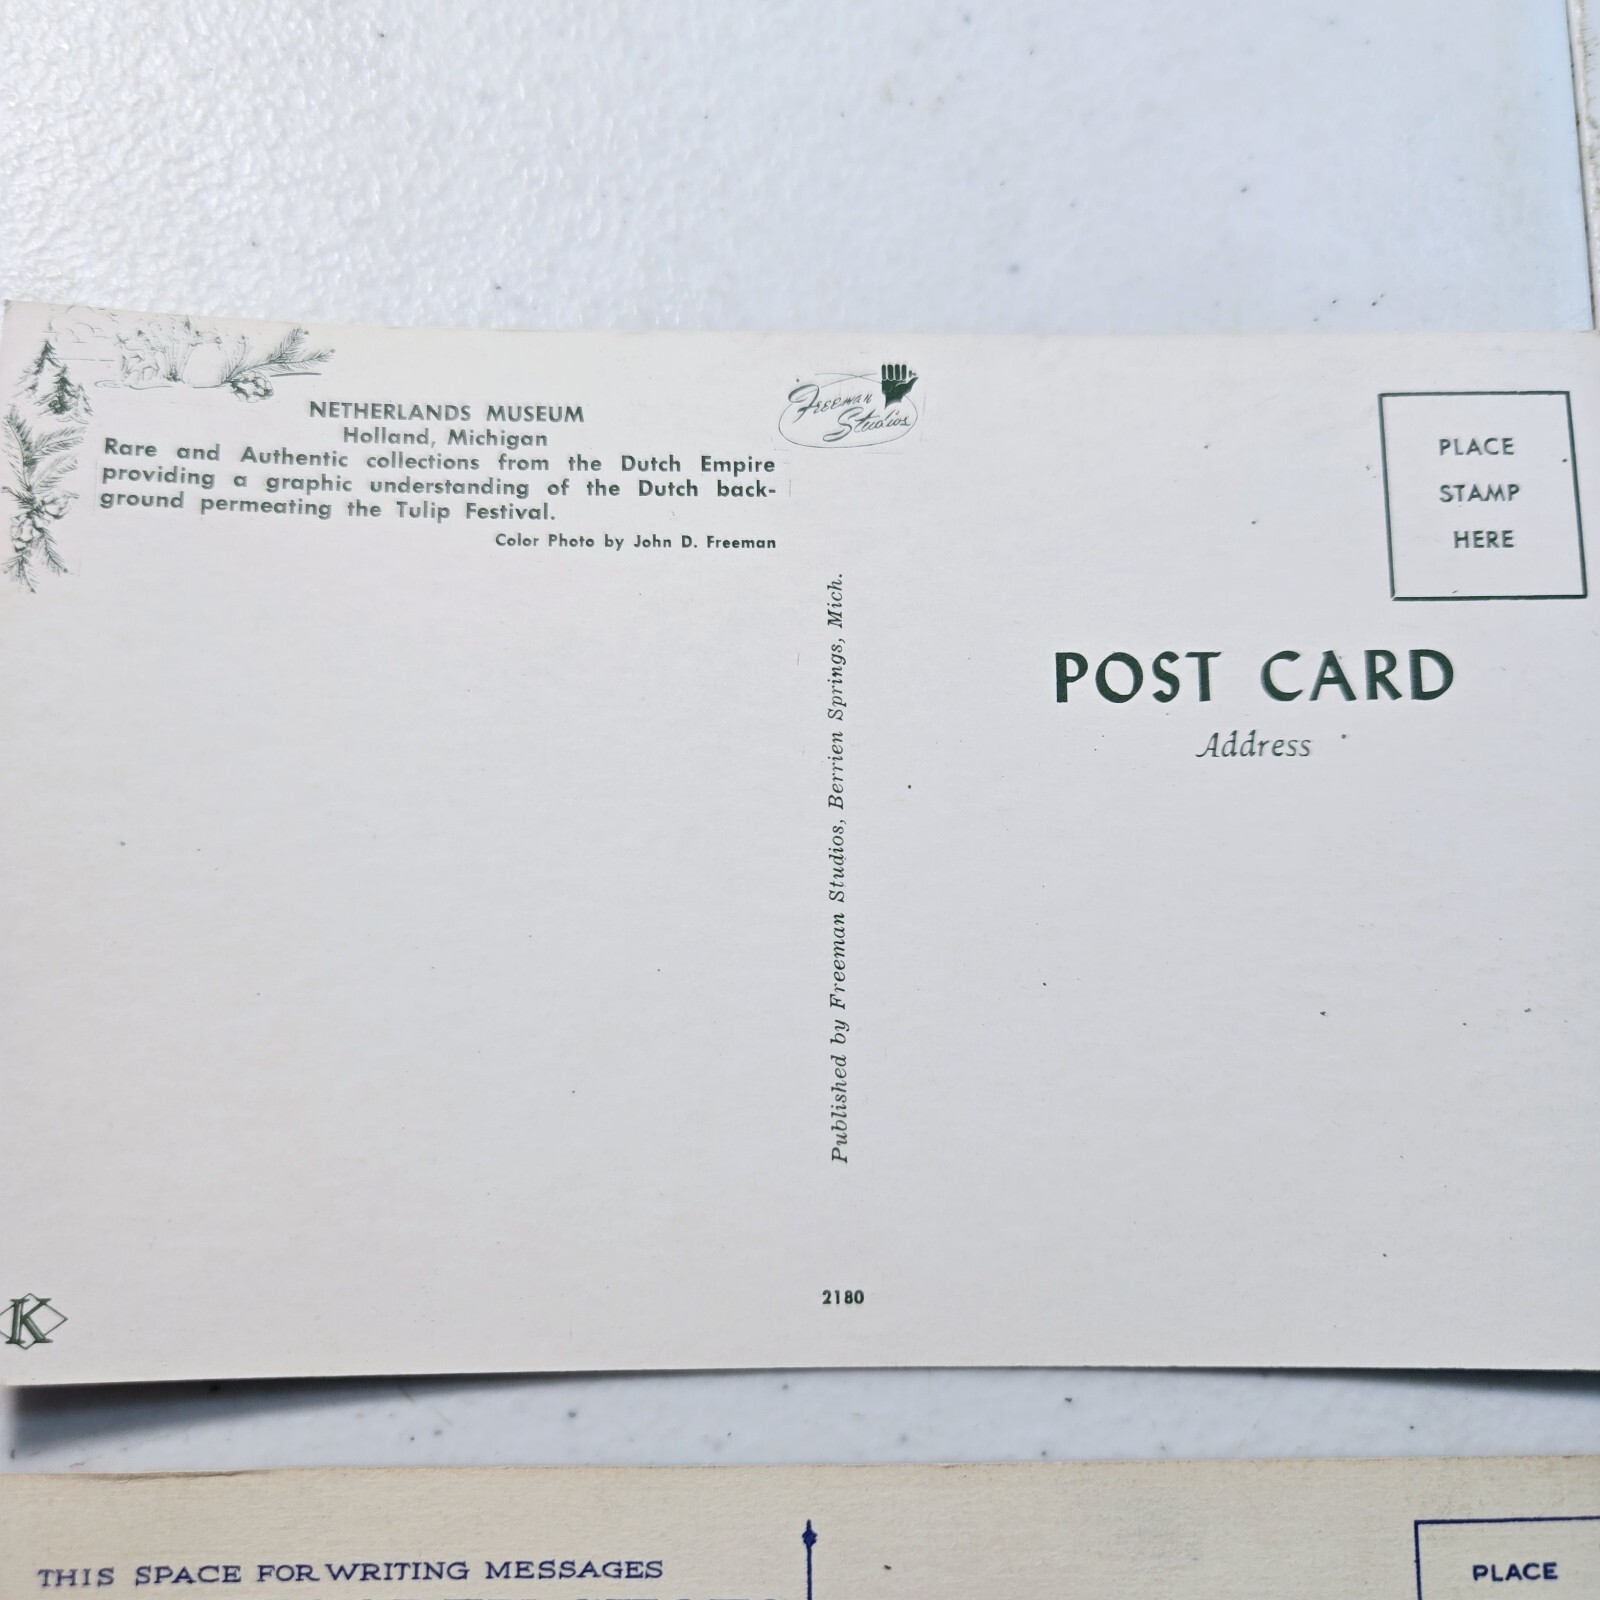 NETHERLANDS MUSEUM
Holland, Michigan
Rare and Authentic collections from the Dutch Empire
providing a graphic understanding of the Dutch back-
ground permeating the Tulip Festival.
Color Photo by John D. Freeman
Freeman
Studios
Published by Freeman Studios, Berrien Springs, Mich.
PLACE
STAMP
HERE
POST CARD
Address
K
2180
THIS SPACE FOR WRITING MESSAGES
PLACE